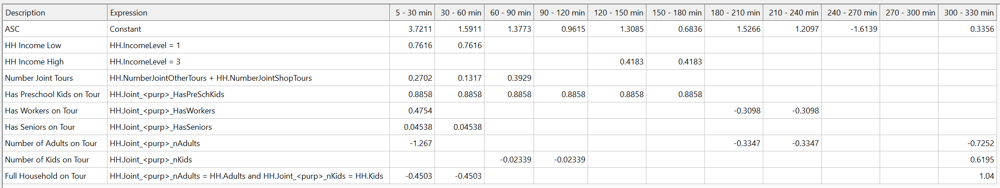 Description Expression 5 - 30 min 30 - 60 min 60 - 90 min 90 - 120 min 120 - 150 min 150 - 180 min 180 - 210 min 210 - 240 min 240 - 270 min 270 - 300 min 300 - 330 min
ASC Constant 3.7211 1.5911 1.3773 0.9615 1.3085 0.6836 1.5266 1.2097 -1.6139 0.3356
HH Income Low HH.IncomeLevel = 1 0.7616 0.7616
HH Income High HH.IncomeLevel = 3 0.4183 0.4183
Number Joint Tours HH.NumberJointOtherTours + HH.NumberJointShopTours 0.2702 0.1317 0.3929
Has Preschool Kids on Tour HH.Joint_<purp>_HasPreSchKids 0.8858 0.8858 0.8858 0.8858 0.8858 0.8858
Has Workers on Tour HH.Joint_<purp>_HasWorkers 0.4754 -0.3098 -0.3098
Has Seniors on Tour HH.Joint_<purp>_HasSeniors 0.04538 0.04538
Number of Adults on Tour HH.Joint_<purp>_nAdults -1.267 -0.3347 -0.3347 -0.7252
Number of Kids on Tour HH.Joint_<purp>_nKids -0.02339 -0.02339 0.6195
Full Household on Tour HH.Joint_<purp>_nAdults = HH.Adults and HH.Joint_<purp>_nKids = HH.Kids -0.4503 -0.4503 1.04